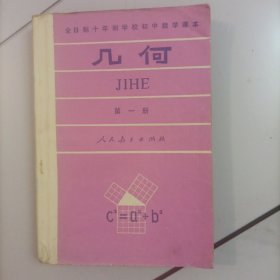 全日制十年制学校初中数学课本
几何
JIHE
第一册
人民教育出版社
c²=a²+b²